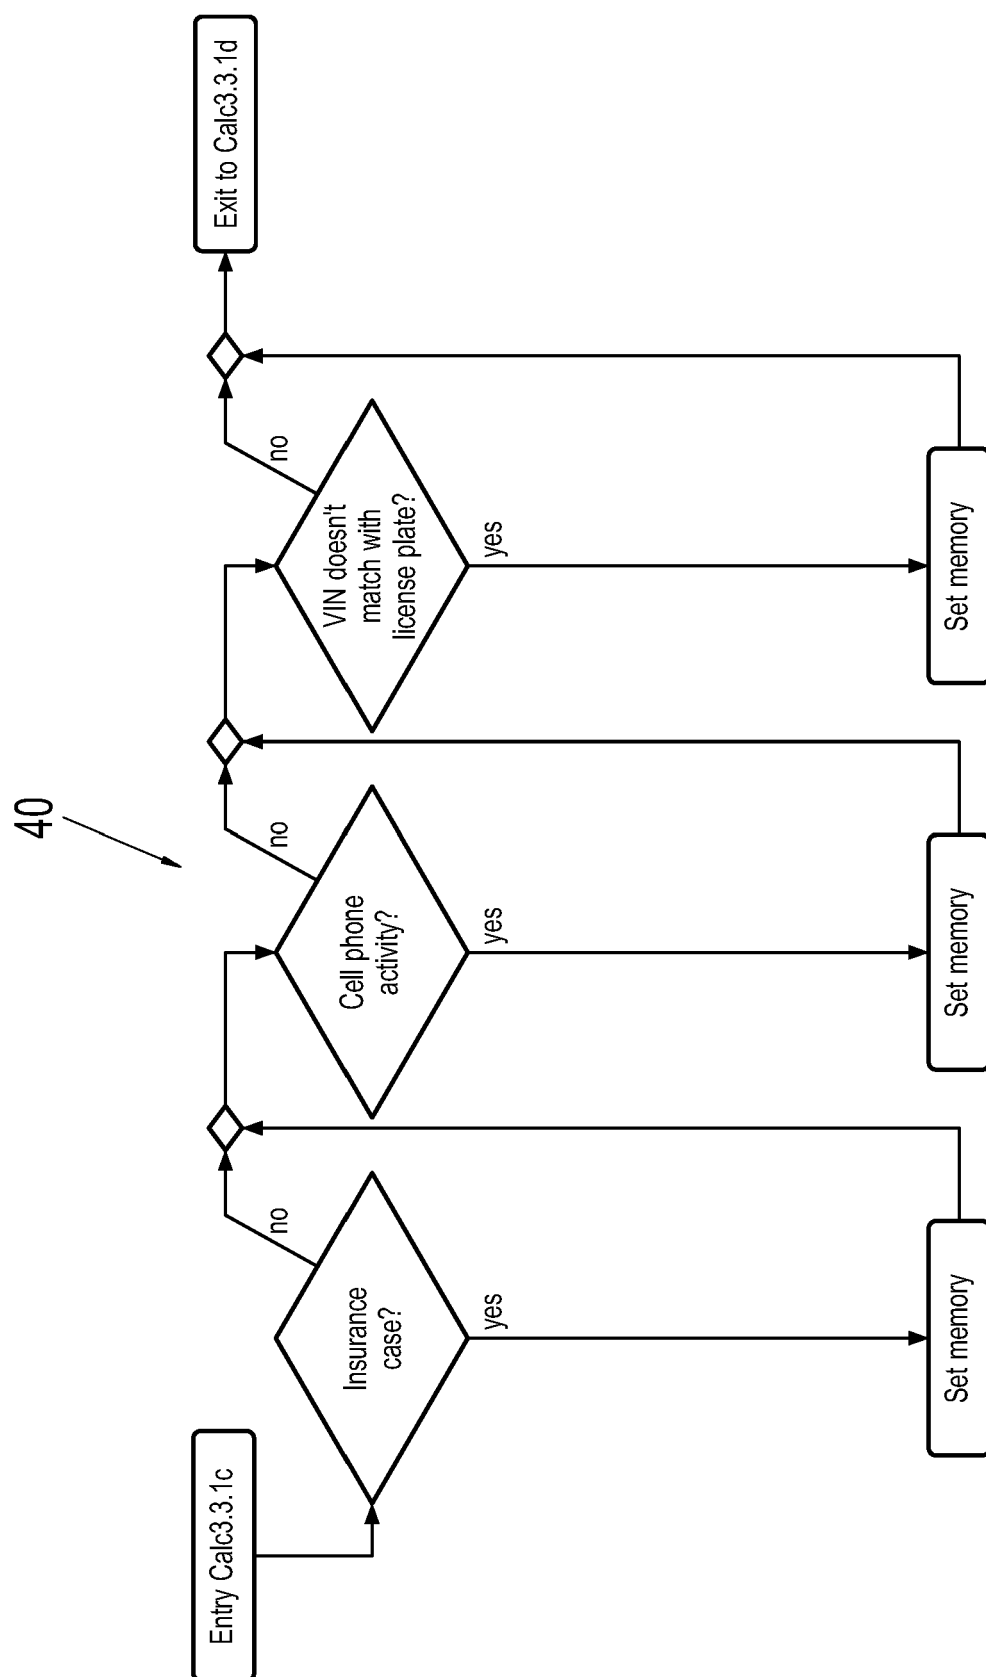 40
Entry Calc3.3.1c
Insurance
case?
no
yes
Set memory
Cell phone
activity?
no
yes
Set memory
VIN doesn't
match with
license plate?
no
yes
Set memory
Exit to Calc3.3.1d